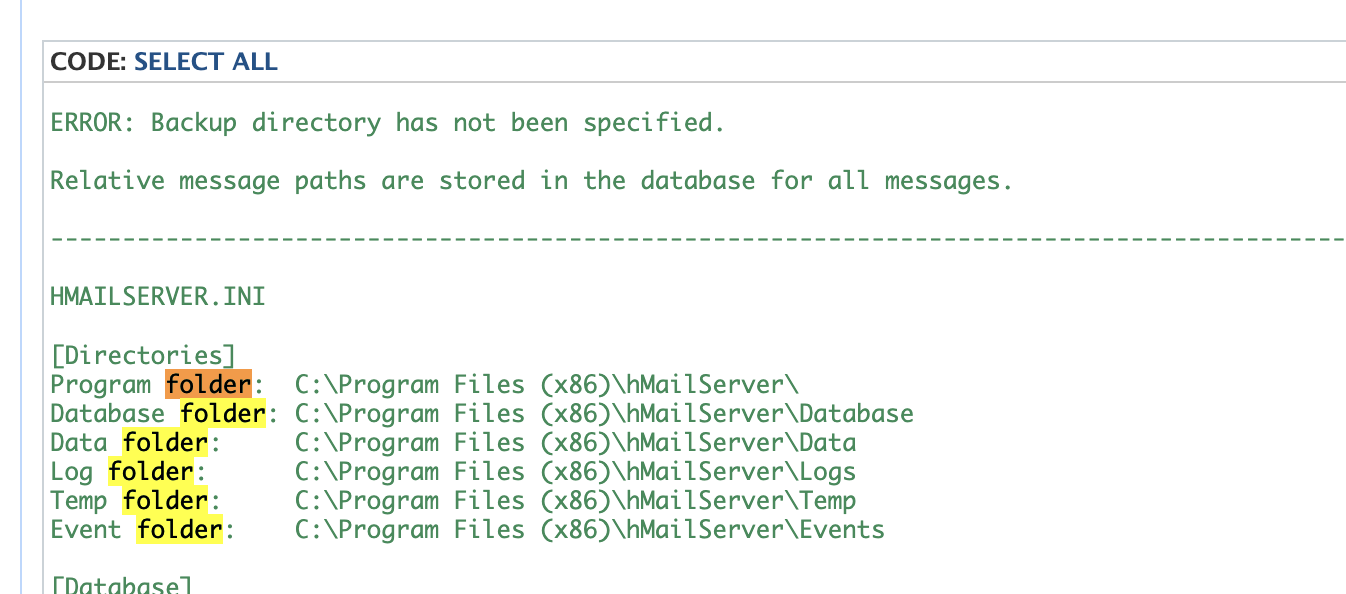 CODE: SELECT ALL
ERROR: Backup directory has not been specified.
Relative message paths are stored in the database for all messages.
------------------------------------------------------------------------------------------
HMAILSERVER.INI
[Directories]
Program folder:  C:\Program Files (x86)\hMailServer\
Database folder: C:\Program Files (x86)\hMailServer\Database
Data folder:     C:\Program Files (x86)\hMailServer\Data
Log folder:      C:\Program Files (x86)\hMailServer\Logs
Temp folder:     C:\Program Files (x86)\hMailServer\Temp
Event folder:    C:\Program Files (x86)\hMailServer\Events
[Database]